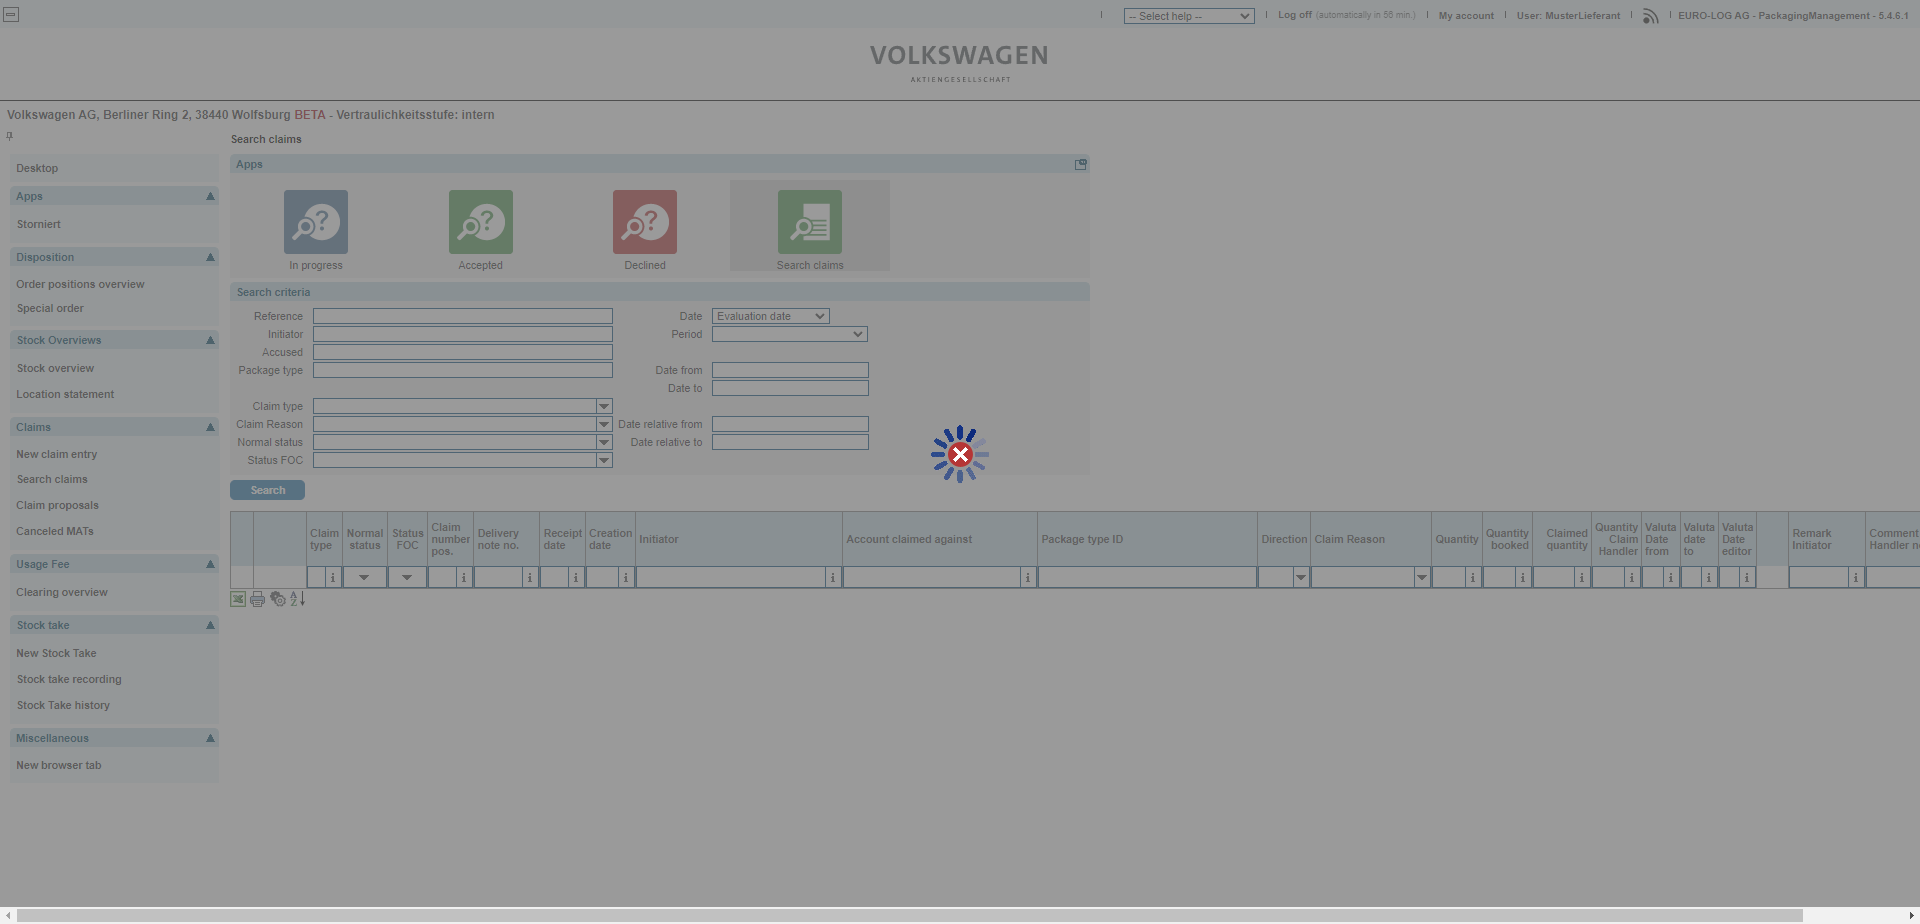 -- Select help --
Log off (automatically in 56 min.)
My account
User: MusterLieferant
EURO-LOG AG - PackagingManagement - 5.4.6.1
VOLKSWAGEN
AKTIENGESELLSCHAFT
Volkswagen AG, Berliner Ring 2, 38440 Wolfsburg BETA - Vertraulichkeitsstufe: intern
Search claims
Desktop
Apps
Storniert
Disposition
Order positions overview
Special order
Stock Overviews
Stock overview
Location statement
Claims
New claim entry
Search claims
Claim proposals
Canceled MATs
Usage Fee
Clearing overview
Stock take
New Stock Take
Stock take recording
Stock Take history
Miscellaneous
New browser tab
Apps
In progress
Accepted
Declined
Search claims
Search criteria
Reference
Date
Evaluation date
Initiator
Period
Accused
Package type
Date from
Date to
Claim type
Claim Reason
Date relative from
Normal status
Date relative to
Status FOC
Search
Claim type
Normal status
Status FOC
Claim number pos.
Delivery note no.
Receipt date
Creation date
Initiator
Account claimed against
Package type ID
Direction
Claim Reason
Quantity
Quantity booked
Claimed quantity
Quantity Claim Handler
Valuta Date from
Valuta date to
Valuta Date editor
Remark Initiator
Comment
Handler